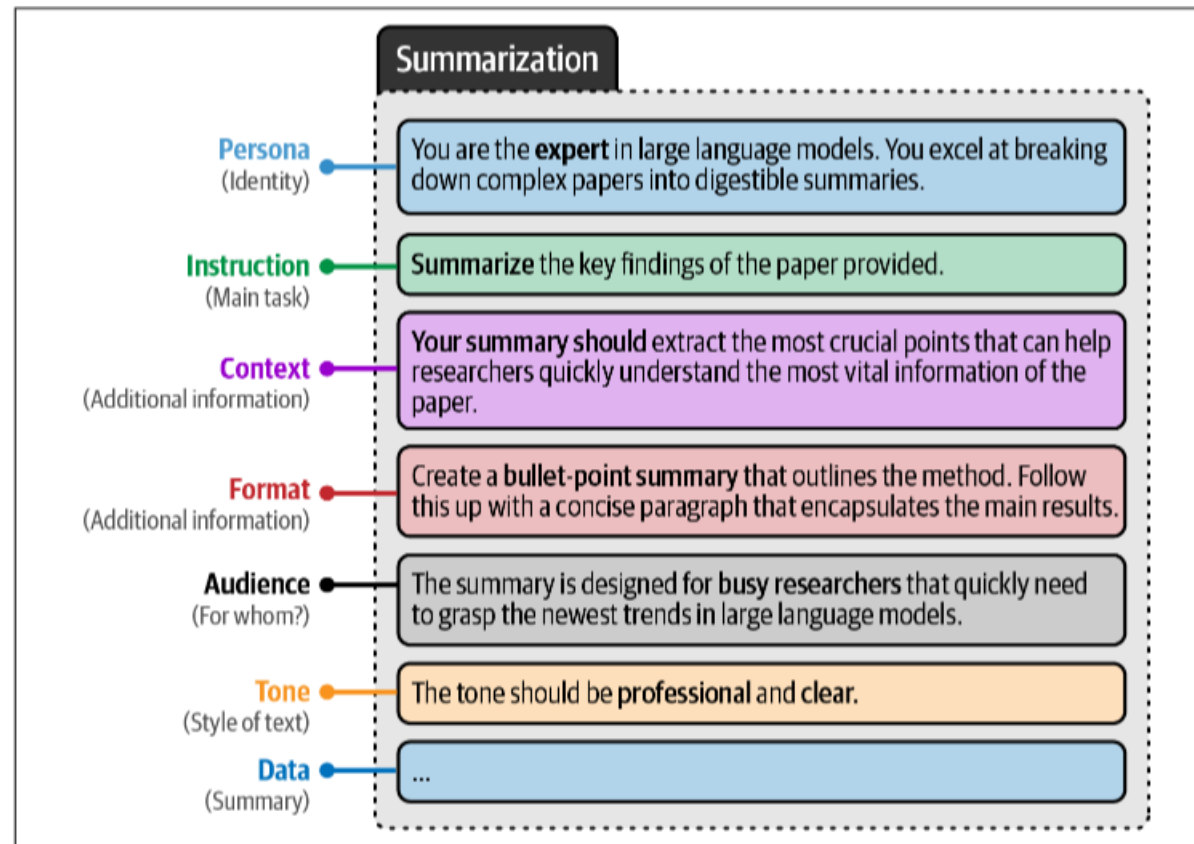 Summarization
Persona
(Identity)
You are the expert in large language models. You excel at breaking
down complex papers into digestible summaries.
Instruction
(Main task)
Summarize the key findings of the paper provided.
Context
(Additional information)
Your summary should extract the most crucial points that can help
researchers quickly understand the most vital information of the
paper.
Format
(Additional information)
Create a bullet-point summary that outlines the method. Follow
this up with a concise paragraph that encapsulates the main results.
Audience
(For whom?)
The summary is designed for busy researchers that quickly need
to grasp the newest trends in large language models.
Tone
(Style of text)
The tone should be professional and clear.
Data
(Summary)
...